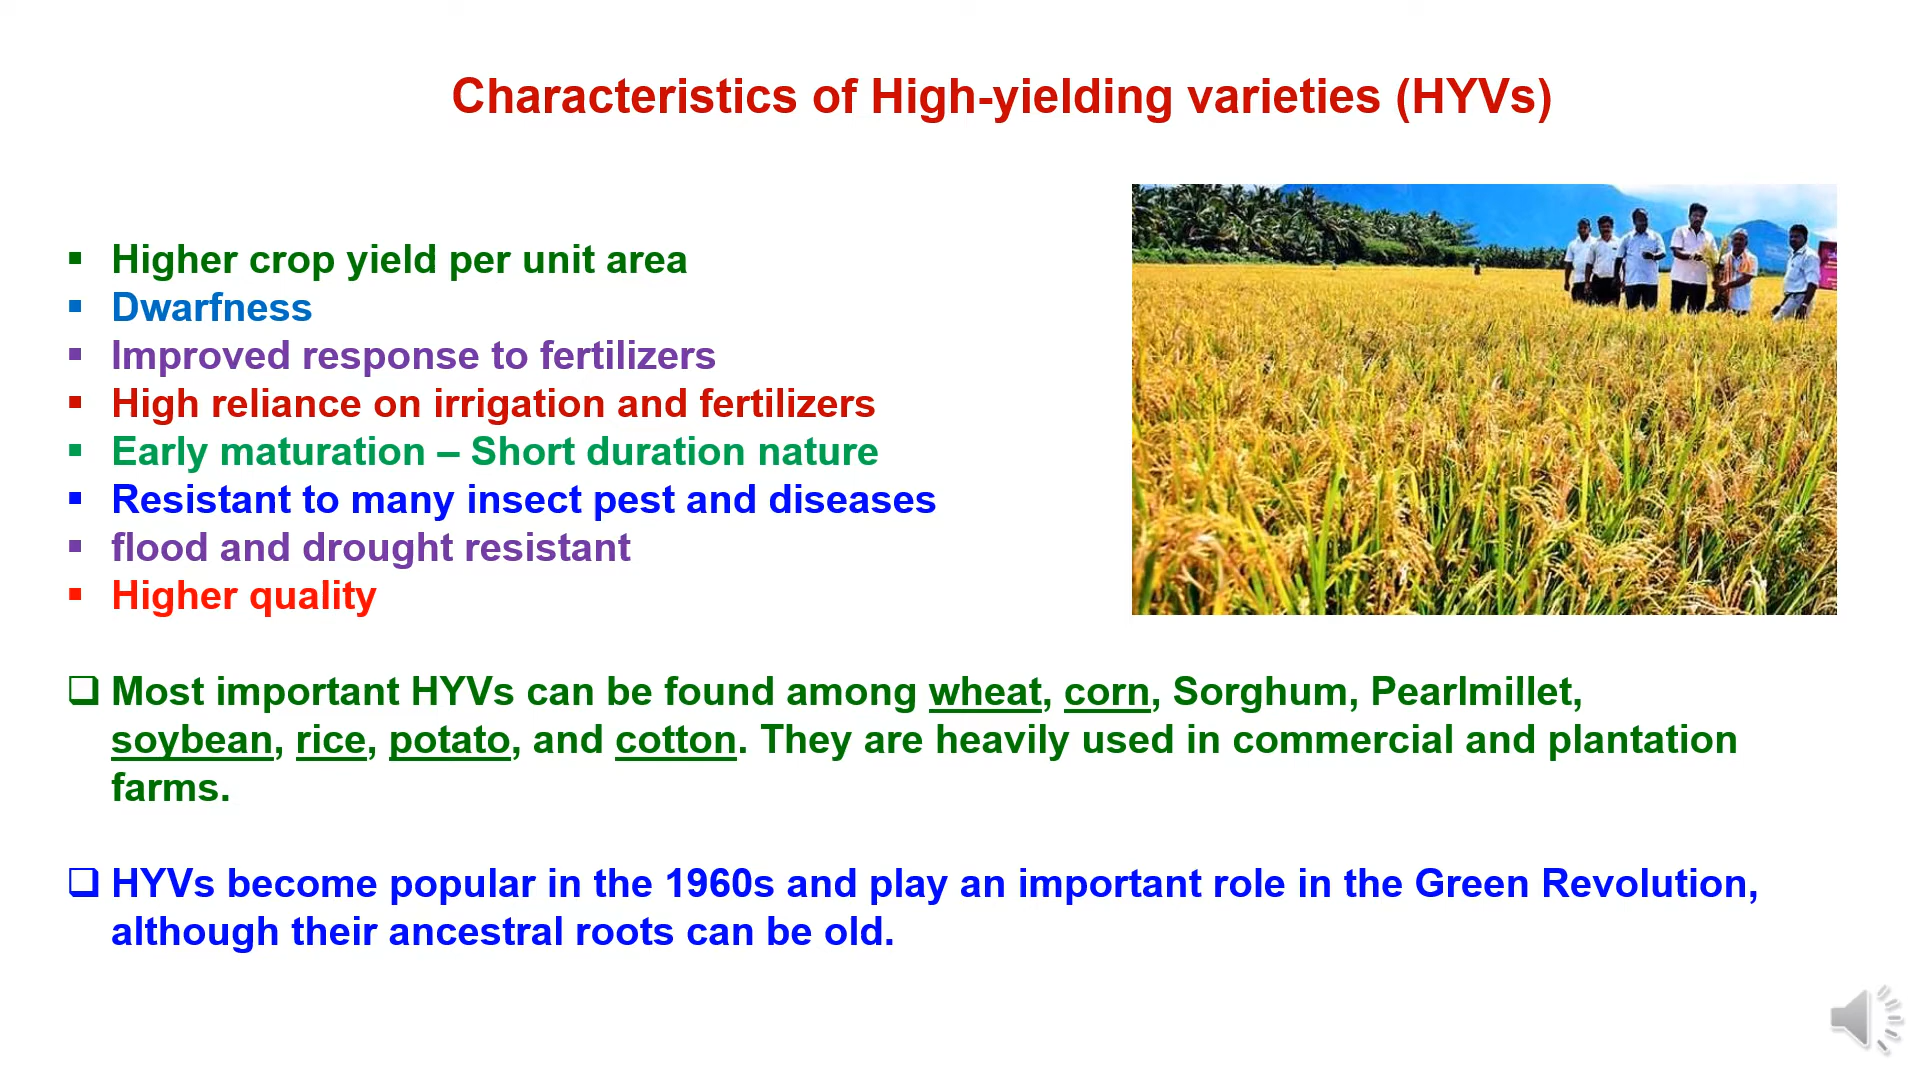 Characteristics of High-yielding varieties (HYVs)
▪ Higher crop yield per unit area
▪ Dwarfness
▪ Improved response to fertilizers
▪ High reliance on irrigation and fertilizers
▪ Early maturation – Short duration nature
▪ Resistant to many insect pest and diseases
▪ flood and drought resistant
▪ Higher quality
❑ Most important HYVs can be found among wheat, corn, Sorghum, Pearlmillet,
soybean, rice, potato, and cotton. They are heavily used in commercial and plantation
farms.
❑ HYVs become popular in the 1960s and play an important role in the Green Revolution,
although their ancestral roots can be old.